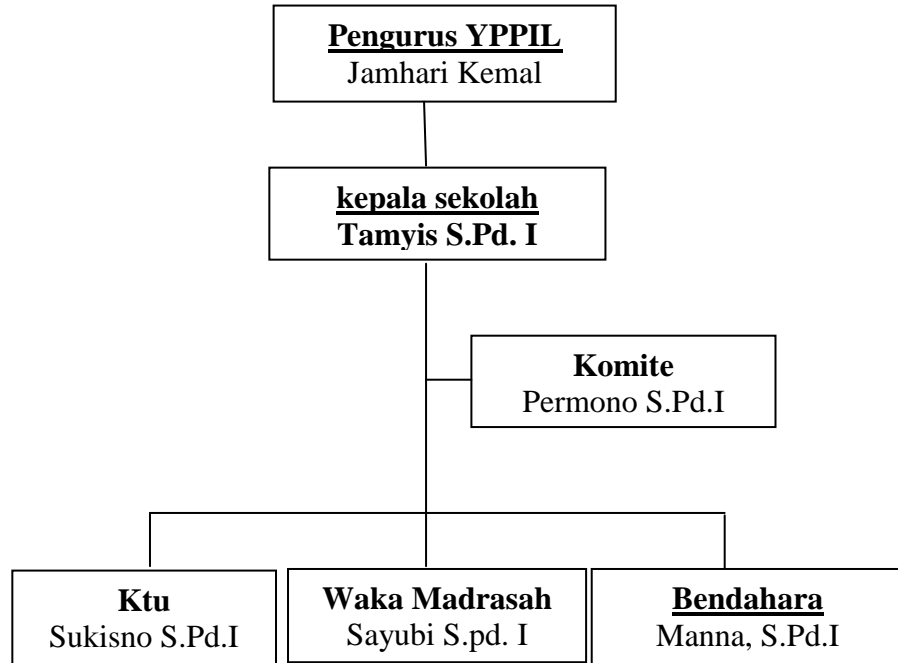 Pengurus YPPIL
Jamhari Kemal
kepala sekolah
Tamyis S.Pd. I
Komite
Permono S.Pd.I
Ktu
Sukisno S.Pd.I
Waka Madrasah
Sayubi S.pd. I
Bendahara
Manna, S.Pd.I